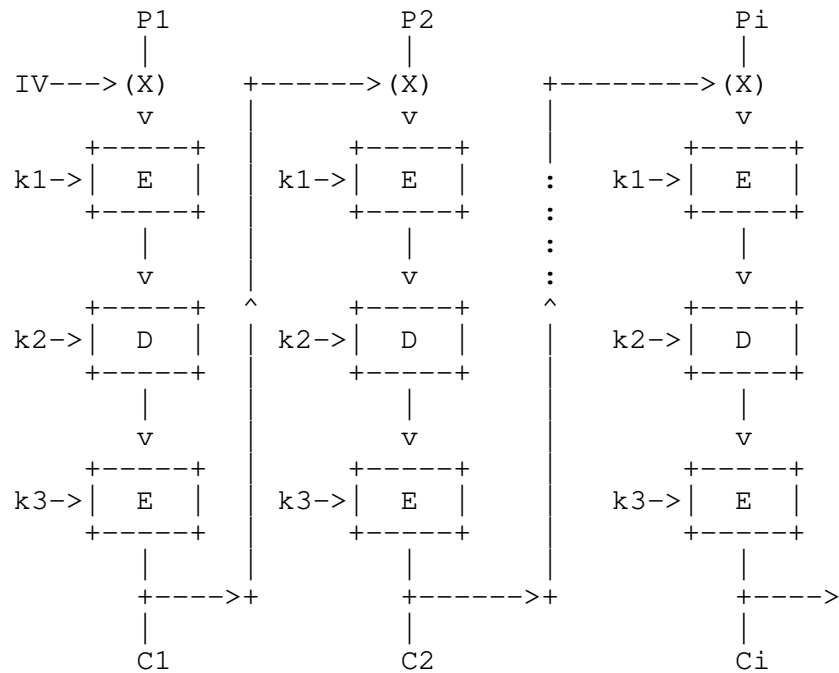 P1 P2 Pi
| | |
IV--->(X) +------>(X) +-------->(X)
v | v | v
+-----+ | +-----+ | +-----+
k1->| E | | k1->| E | : k1->| E |
+-----+ | +-----+ : +-----+
| | | : |
v | v : v
+-----+ ^ +-----+ ^ +-----+
k2->| D | | k2->| D | | k2->| D |
+-----+ | +-----+ | +-----+
| | | | |
v | v | v
+-----+ | +-----+ | +-----+
k3->| E | | k3->| E | | k3->| E |
+-----+ | +-----+ | +-----+
| | | | |
+---->+ +------>+ +---->
| | |
C1 C2 Ci